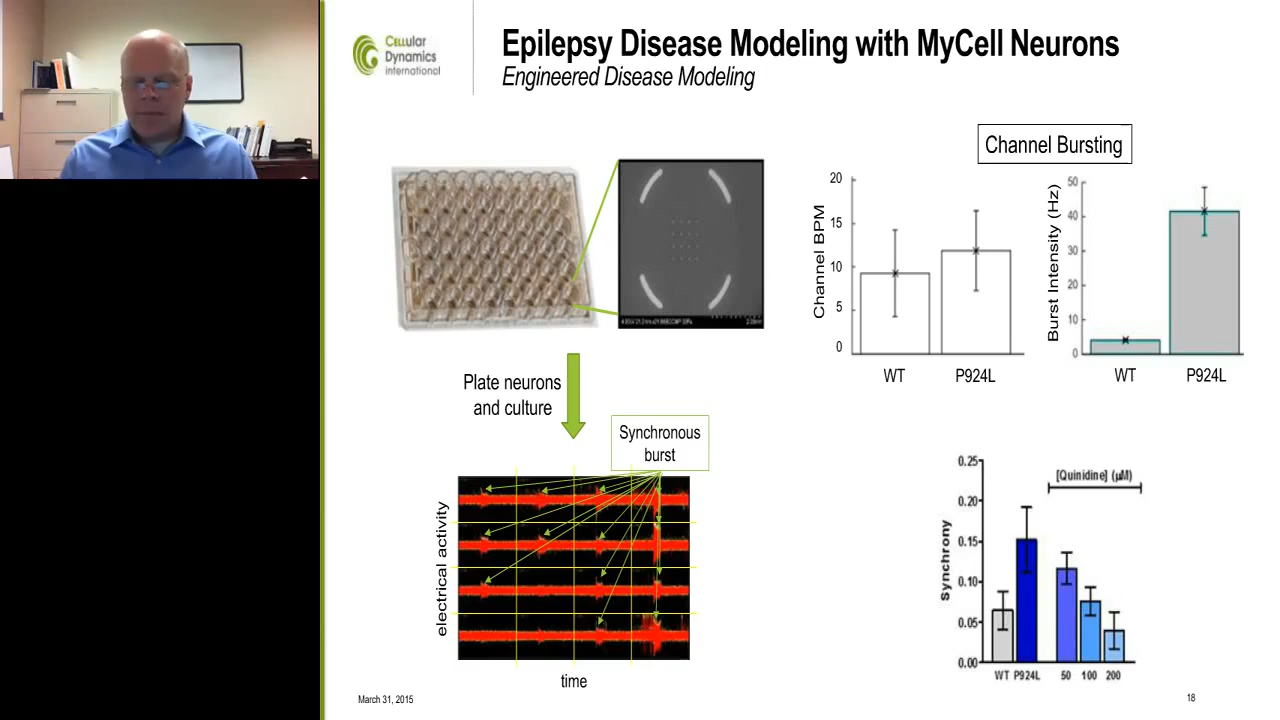 CELLular
Dynamics
international
Epilepsy Disease Modeling with MyCell Neurons
Engineered Disease Modeling
Channel Bursting
20
15
10
5
0
Channel BPM
WT P924L
50
40
30
20
10
0
Burst Intensity (Hz)
WT P924L
Plate neurons
and culture
Synchronous
burst
electrical activity
time
0.25
0.20
0.15
0.10
0.05
0.00
Synchrony
[Quinidine] (µM)
WT P924L 50 100 200
March 31, 2015
18